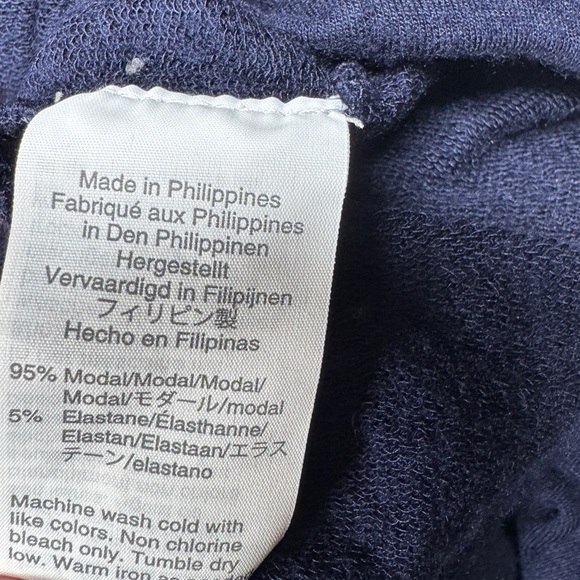 Made in Philippines
Fabriqué aux Philippines
in Den Philippinen
Hergestellt
Vervaardigd in Filipijnen
フィリピン製
Hecho en Filipinas
95% Modal/Modal/Modal/
Modal/モダール/modal
5% Elastane/Élasthanne/
Elastan/Elastaan/エラス
テーン/elastano
Machine wash cold with
like colors. Non chlorine
bleach only. Tumble dry
low. Warm iron as